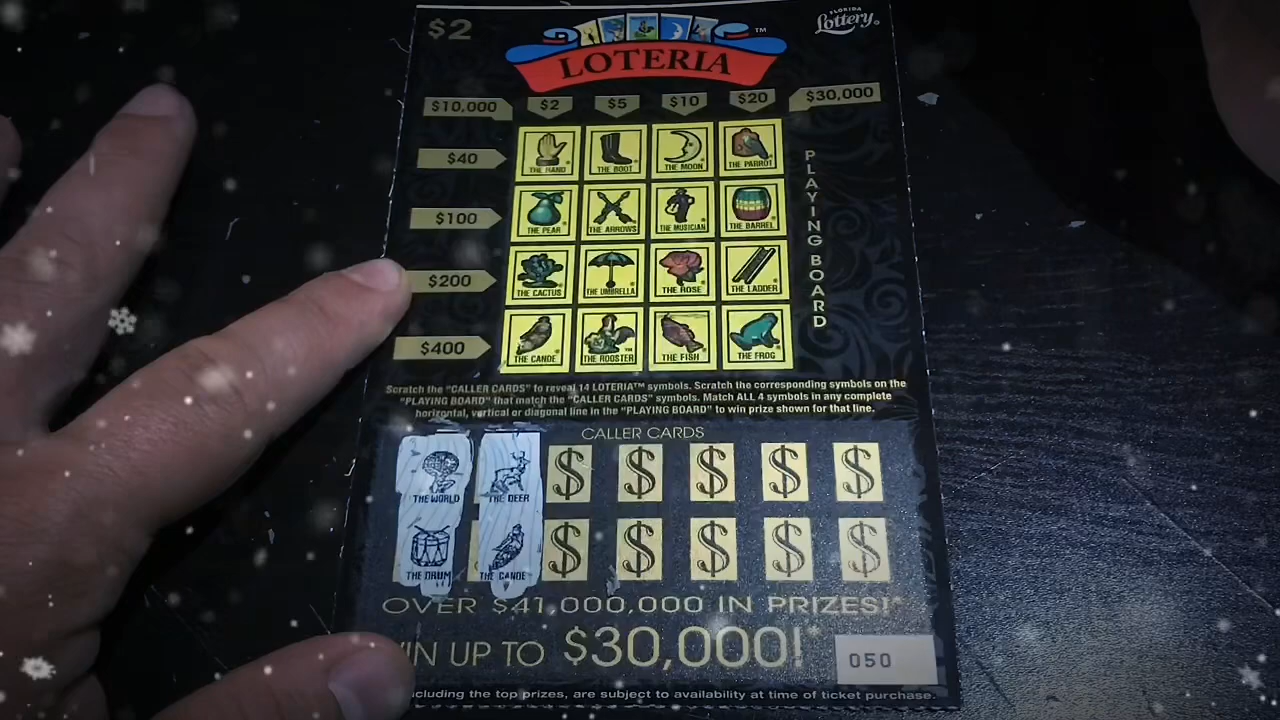 $2
FLORIDA
Lottery
LOTERIA™
$10,000 $2 $5 $10 $20 $30,000
$40
THE HAND THE BOOT THE MOON THE PARROT
$100
THE PEAR THE ARROWS THE MUSICIAN THE BARREL
$200
THE CACTUS THE UMBRELLA THE ROSE THE LADDER
$400
THE CANOE THE ROOSTER THE FISH THE FROG
PLAYING BOARD
Scratch the "CALLER CARDS" to reveal 14 LOTERIA™ symbols. Scratch the corresponding symbols on the
"PLAYING BOARD" that match the "CALLER CARDS" symbols. Match ALL 4 symbols in any complete
horizontal, vertical or diagonal line in the "PLAYING BOARD" to win prize shown for that line.
CALLER CARDS
THE WORLD THE DEER $ $ $ $ $
THE DRUM THE CANOE $ $ $ $ $
OVER $41,000,000 IN PRIZES!*
WIN UP TO $30,000!*
050
including the top prizes, are subject to availability at time of ticket purchase.